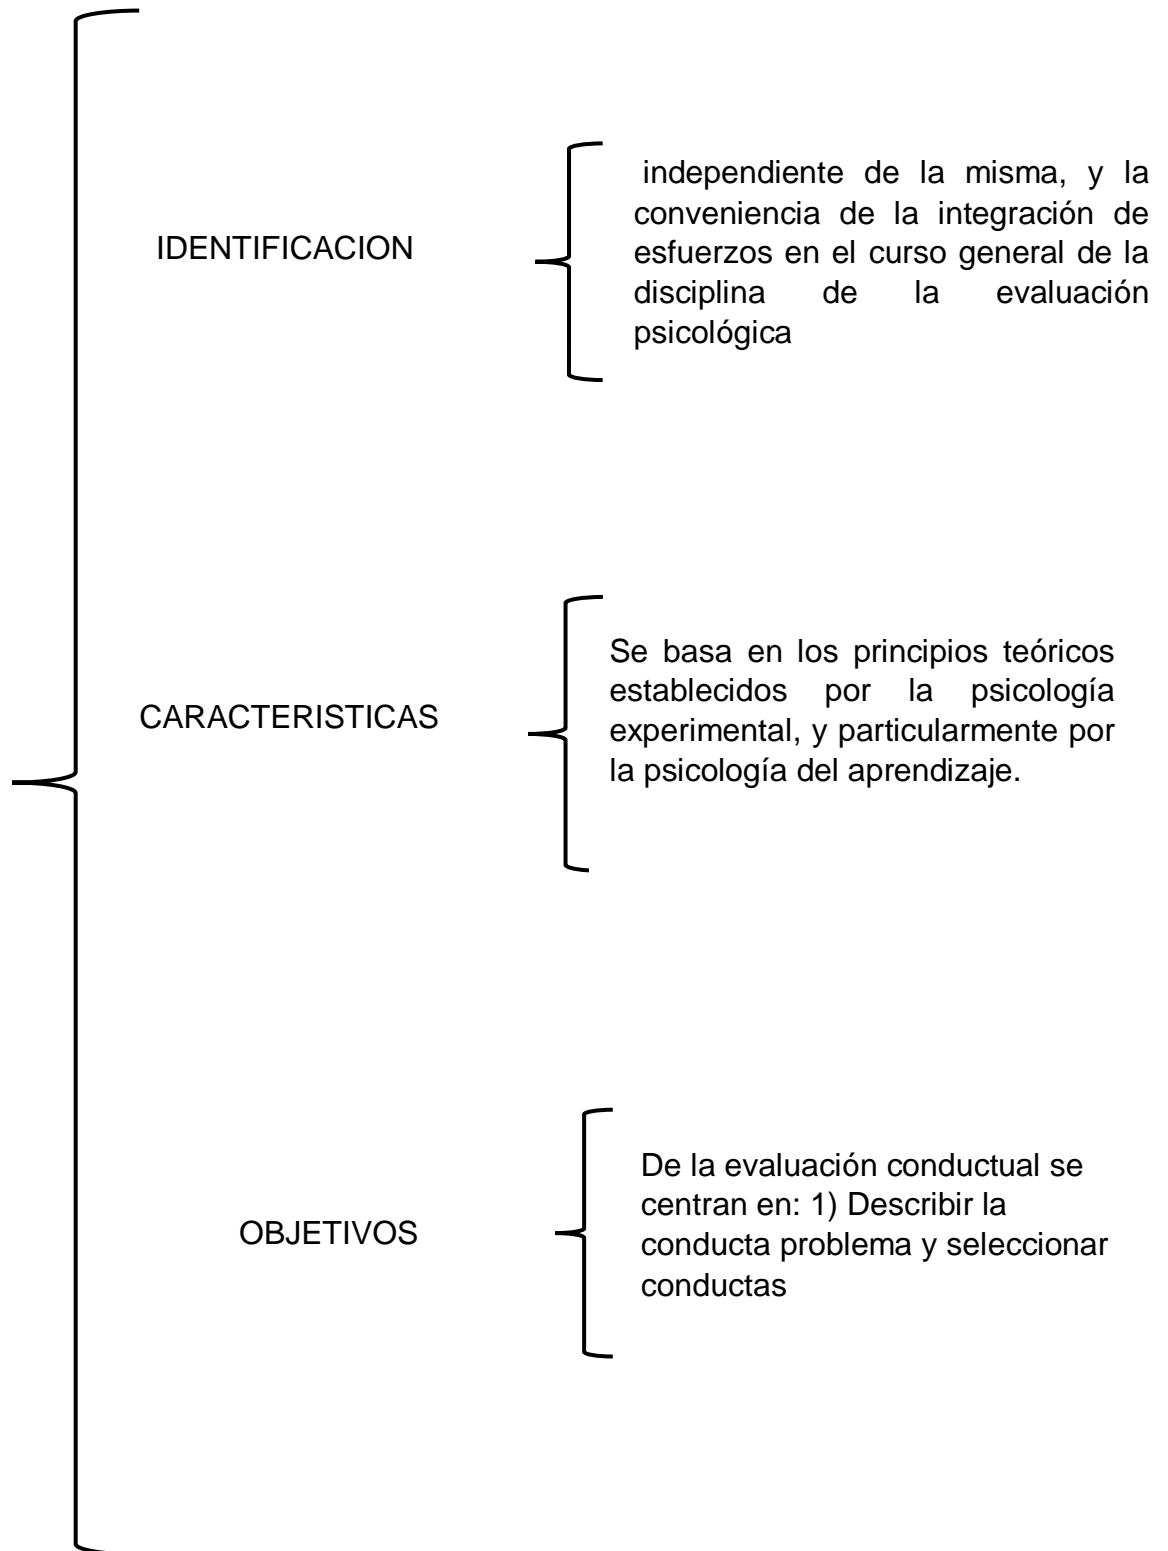 IDENTIFICACION
independiente de la misma, y la
conveniencia de la integración de
esfuerzos en el curso general de la
disciplina de la evaluación
psicológica
CARACTERISTICAS
Se basa en los principios teóricos
establecidos por la psicología
experimental, y particularmente por
la psicología del aprendizaje.
OBJETIVOS
De la evaluación conductual se
centran en: 1) Describir la
conducta problema y seleccionar
conductas